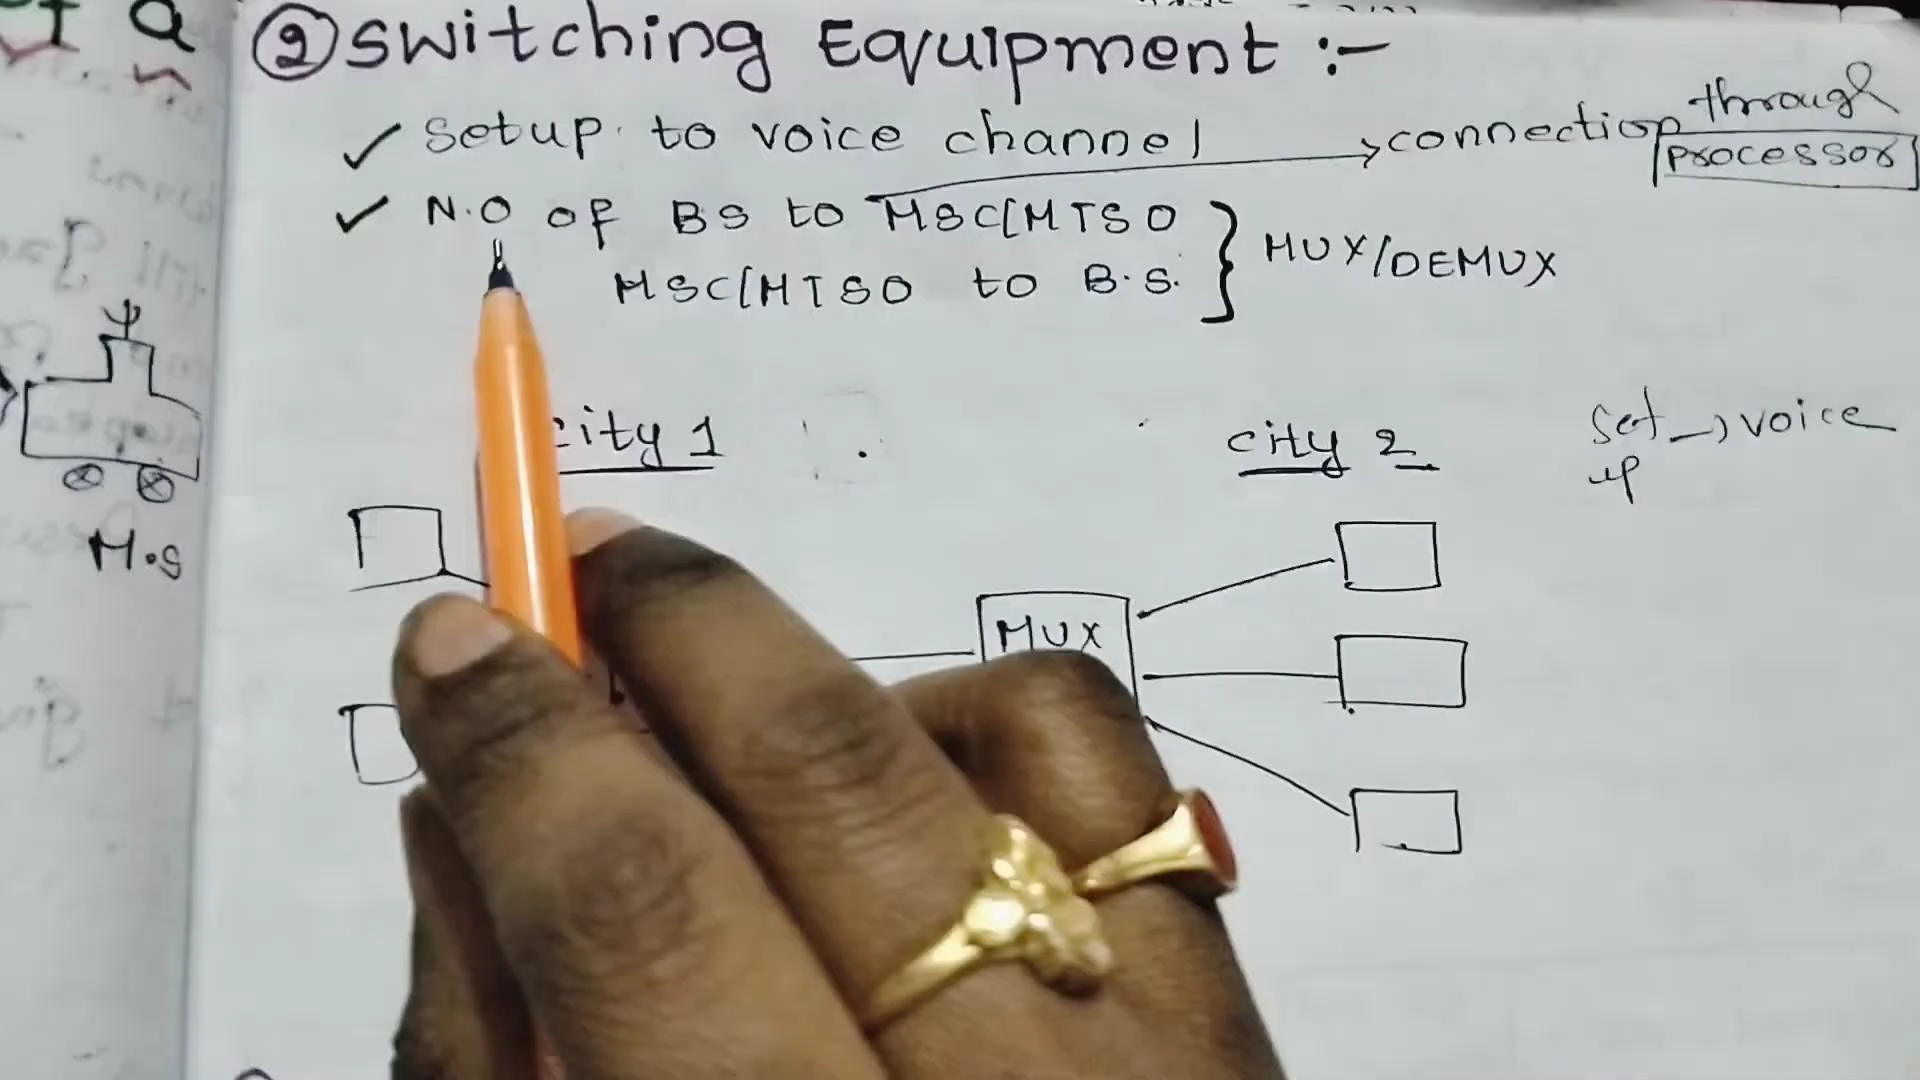 ② Switching Equipment :-
✓ Setup to voice channel
→ connection through
processor
✓ N.O of BS to MSC[MTSO
MSC[MTSO to B.S.
MUX/DEMUX
city 1
city 2
Set → voice
up
M.S
MUX